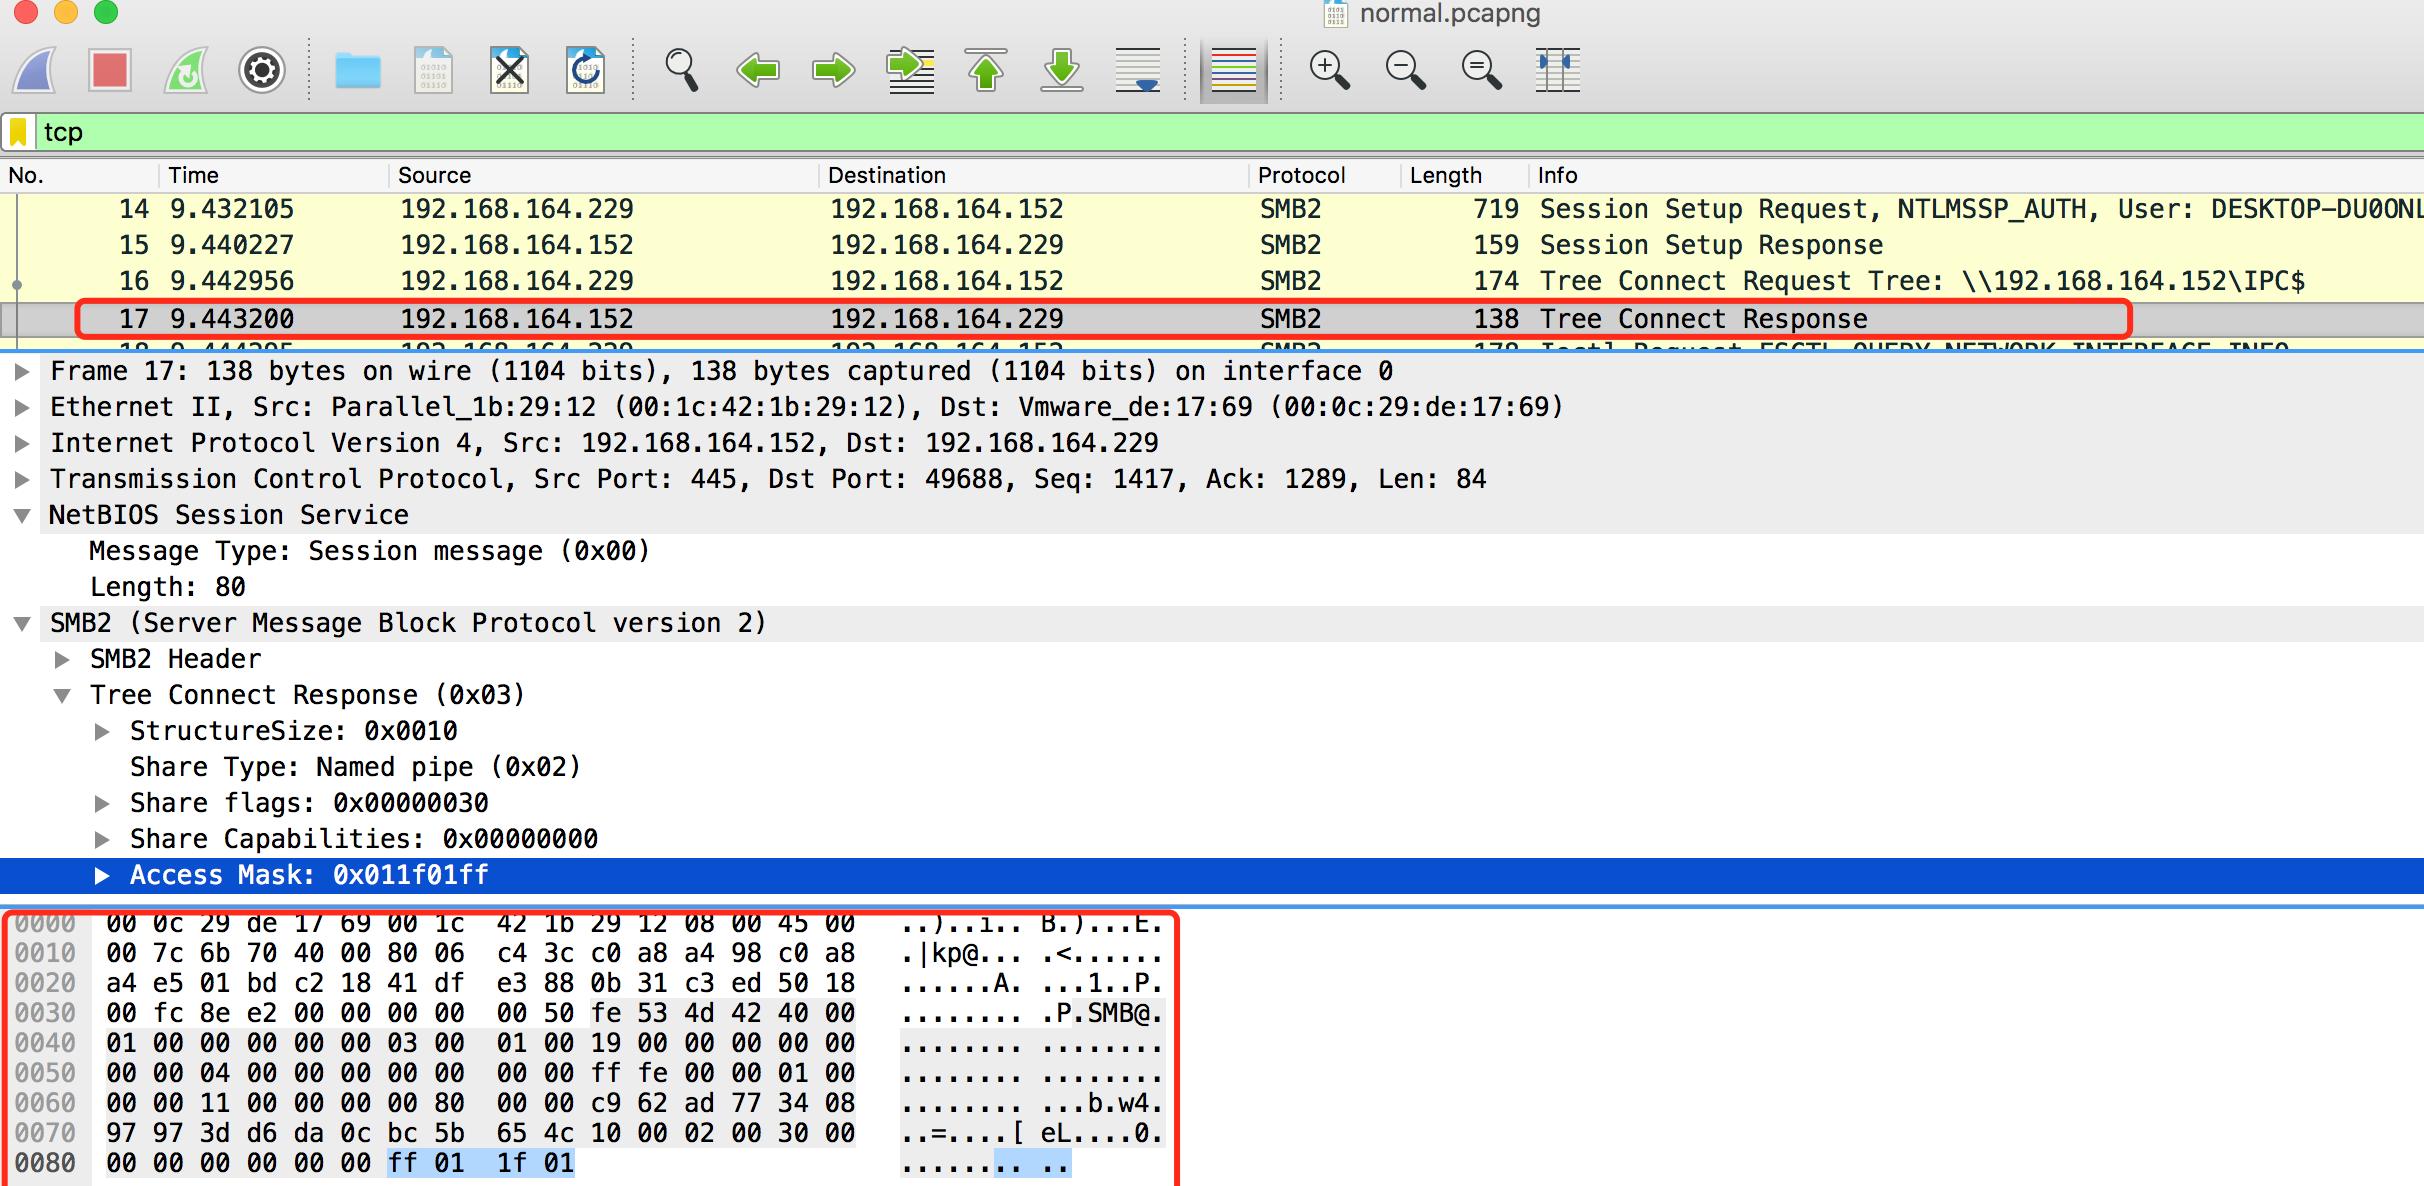 normal.pcapng
tcp
No. Time Source Destination Protocol Length Info
14 9.432105 192.168.164.229 192.168.164.152 SMB2 719 Session Setup Request, NTLMSSP_AUTH, User: DESKTOP-DU0ONL
15 9.440227 192.168.164.152 192.168.164.229 SMB2 159 Session Setup Response
16 9.442956 192.168.164.229 192.168.164.152 SMB2 174 Tree Connect Request Tree: \\192.168.164.152\IPC$
17 9.443200 192.168.164.152 192.168.164.229 SMB2 138 Tree Connect Response
18 9.444295 192.168.164.229 192.168.164.152 SMB2 178 Ioctl Request FSCTL_QUERY_NETWORK_INTERFACE_INFO
Frame 17: 138 bytes on wire (1104 bits), 138 bytes captured (1104 bits) on interface 0
Ethernet II, Src: Parallel_1b:29:12 (00:1c:42:1b:29:12), Dst: Vmware_de:17:69 (00:0c:29:de:17:69)
Internet Protocol Version 4, Src: 192.168.164.152, Dst: 192.168.164.229
Transmission Control Protocol, Src Port: 445, Dst Port: 49688, Seq: 1417, Ack: 1289, Len: 84
NetBIOS Session Service
Message Type: Session message (0x00)
Length: 80
SMB2 (Server Message Block Protocol version 2)
SMB2 Header
Tree Connect Response (0x03)
StructureSize: 0x0010
Share Type: Named pipe (0x02)
Share flags: 0x00000030
Share Capabilities: 0x00000000
Access Mask: 0x011f01ff
0000 00 0c 29 de 17 69 00 1c 42 1b 29 12 08 00 45 00 ..)..i.. B.)...E.
0010 00 7c 6b 70 40 00 80 06 c4 3c c0 a8 a4 98 c0 a8 .|kp@... .<......
0020 a4 e5 01 bd c2 18 41 df e3 88 0b 31 c3 ed 50 18 ......A. ...1..P.
0030 00 fc 8e e2 00 00 00 00 00 50 fe 53 4d 42 40 00 ........ .P.SMB@.
0040 01 00 00 00 00 00 03 00 01 00 19 00 00 00 00 00 ........ ........
0050 00 00 04 00 00 00 00 00 00 00 ff fe 00 00 01 00 ........ ........
0060 00 00 11 00 00 00 00 80 00 00 c9 62 ad 77 34 08 ........ ...b.w4.
0070 97 97 3d d6 da 0c bc 5b 65 4c 10 00 02 00 30 00 ..=....[ eL....0.
0080 00 00 00 00 00 00 ff 01 1f 01 ........ ..